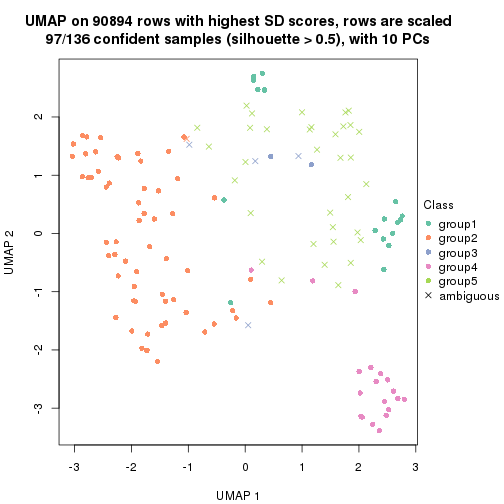 UMAP on 90894 rows with highest SD scores, rows are scaled
97/136 confident samples (silhouette > 0.5), with 10 PCs
UMAP 2
2
1
0
-1
-2
-3
-3
-2
-1
0
1
2
3
UMAP 1
Class
group1
group2
group3
group4
group5
ambiguous